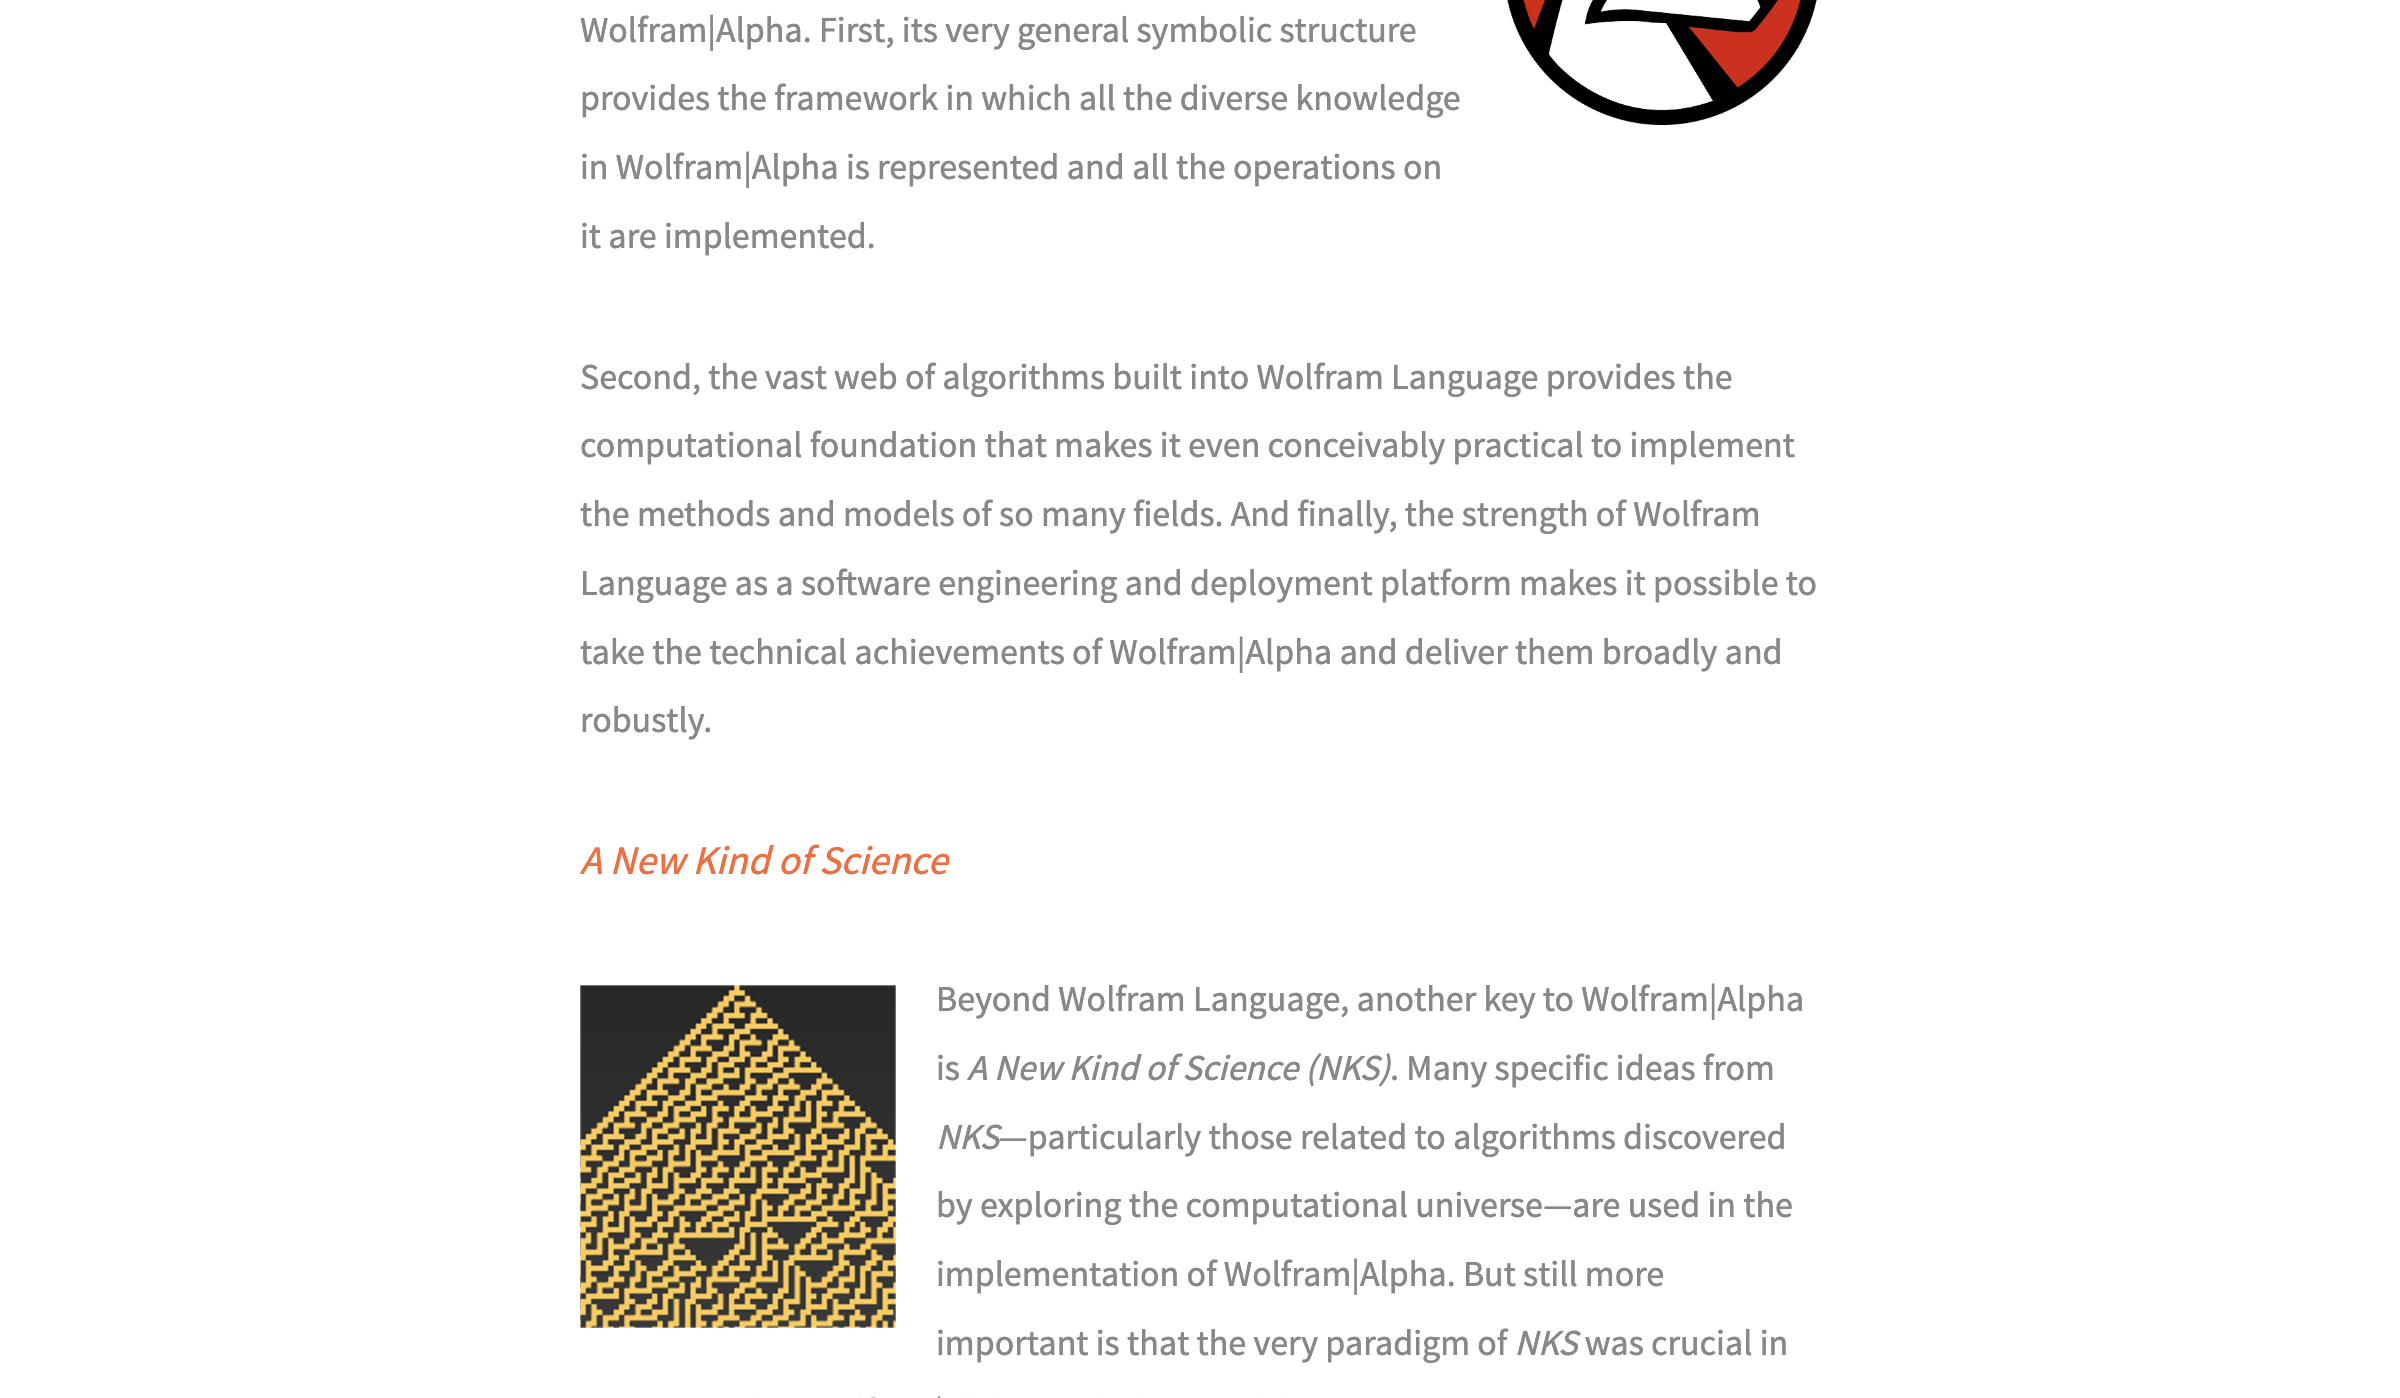 Wolfram|Alpha. First, its very general symbolic structure
provides the framework in which all the diverse knowledge
in Wolfram|Alpha is represented and all the operations on
it are implemented.
Second, the vast web of algorithms built into Wolfram Language provides the
computational foundation that makes it even conceivably practical to implement
the methods and models of so many fields. And finally, the strength of Wolfram
Language as a software engineering and deployment platform makes it possible to
take the technical achievements of Wolfram|Alpha and deliver them broadly and
robustly.
A New Kind of Science
Beyond Wolfram Language, another key to Wolfram|Alpha
is A New Kind of Science (NKS). Many specific ideas from
NKS—particularly those related to algorithms discovered
by exploring the computational universe—are used in the
implementation of Wolfram|Alpha. But still more
important is that the very paradigm of NKS was crucial in